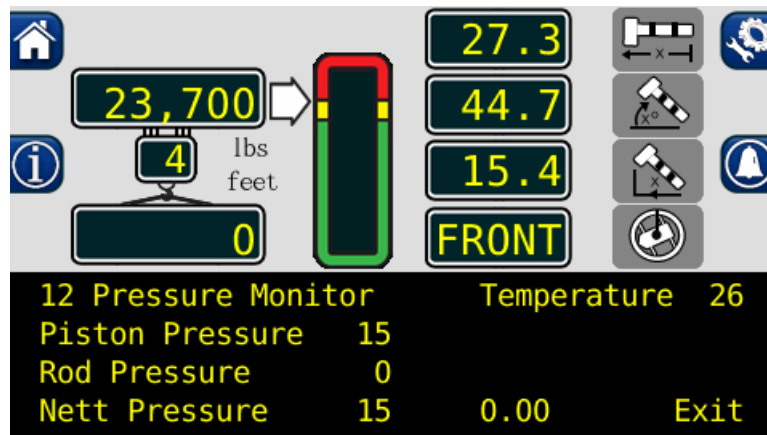 27.3
x
23,700
44.7
x°
4
lbs
feet
15.4
x
0
FRONT
12 Pressure Monitor Temperature 26
Piston Pressure 15
Rod Pressure 0
Nett Pressure 15 0.00 Exit